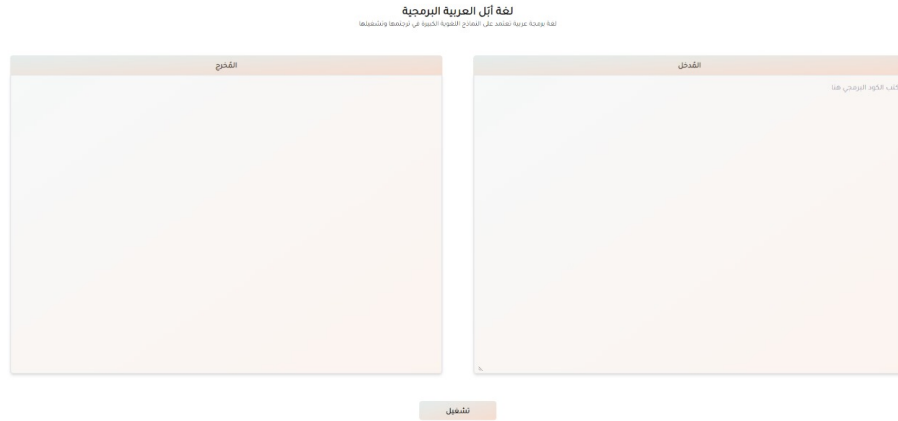 لغة أبَل العربية البرمجية
لغة برمجة عربية تعتمد على النماذج اللغوية الكبيرة في ترجمتها وتشغيلها
المُدخل
كتب الكود البرمجي هنا
المُخرج
تشغيل